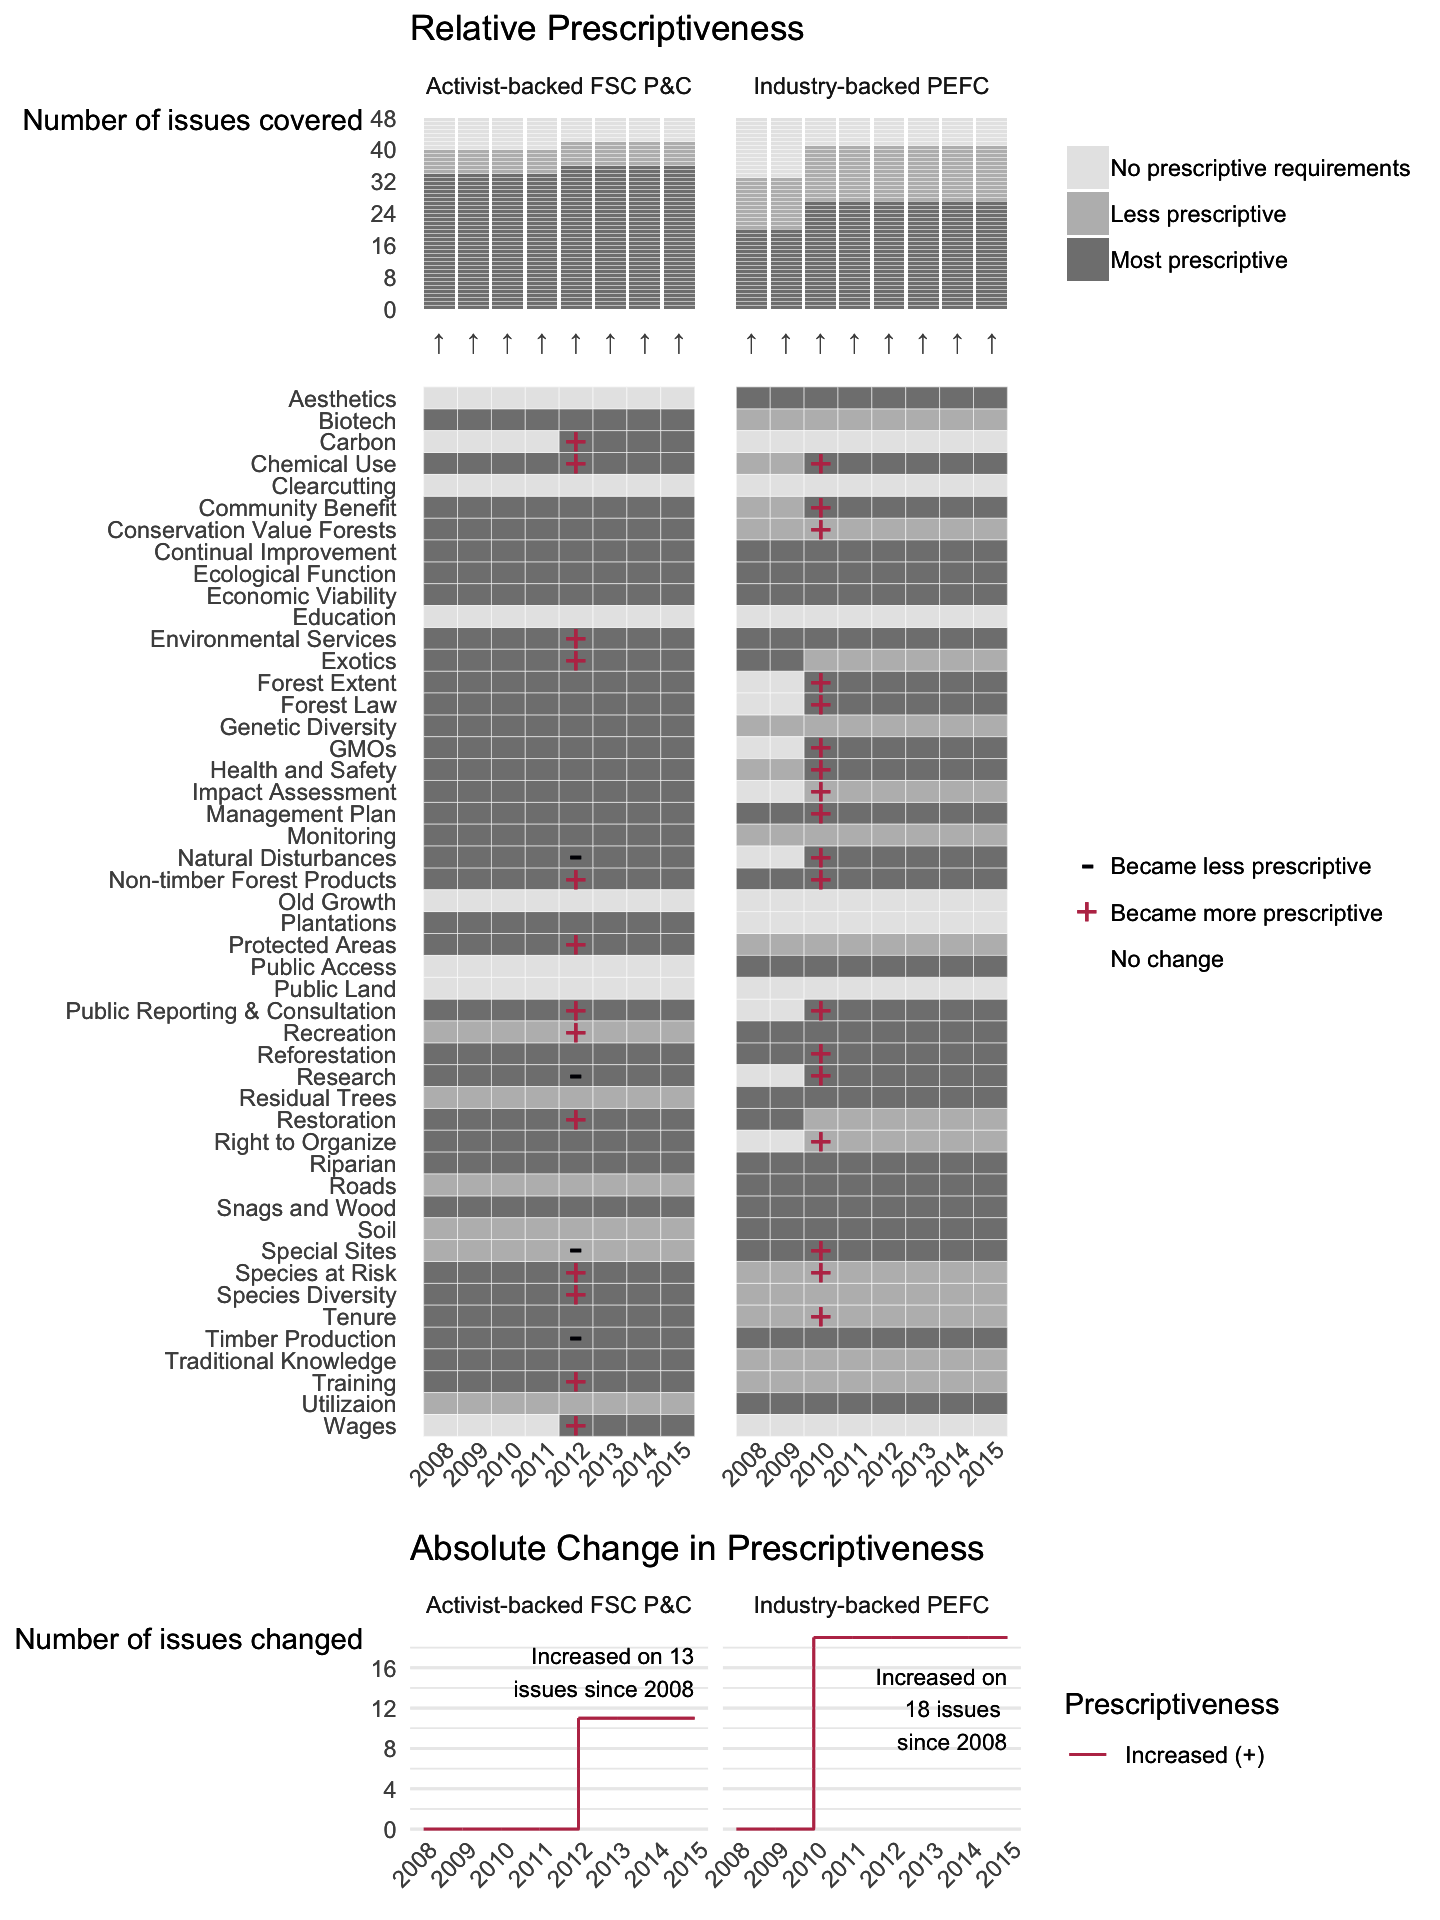 Relative Prescriptiveness
Activist-backed FSC P&C
Industry-backed PEFC
Number of issues covered
48
40
32
24
16
8
0
No prescriptive requirements
Less prescriptive
Most prescriptive
↑ ↑ ↑ ↑ ↑ ↑ ↑ ↑
↑ ↑ ↑ ↑ ↑ ↑ ↑ ↑
Aesthetics
Biotech
Carbon
Chemical Use
Clearcutting
Community Benefit
Conservation Value Forests
Continual Improvement
Ecological Function
Economic Viability
Education
Environmental Services
Exotics
Forest Extent
Forest Law
Genetic Diversity
GMOs
Health and Safety
Impact Assessment
Management Plan
Monitoring
Natural Disturbances
Non-timber Forest Products
Old Growth
Plantations
Protected Areas
Public Access
Public Land
Public Reporting & Consultation
Recreation
Reforestation
Research
Residual Trees
Restoration
Right to Organize
Riparian
Roads
Snags and Wood
Soil
Special Sites
Species at Risk
Species Diversity
Tenure
Timber Production
Traditional Knowledge
Training
Utilizaion
Wages
- Became less prescriptive
+ Became more prescriptive
No change
2008 2009 2010 2011 2012 2013 2014 2015
2008 2009 2010 2011 2012 2013 2014 2015
Absolute Change in Prescriptiveness
Activist-backed FSC P&C
Industry-backed PEFC
Number of issues changed
16
12
8
4
0
Increased on 13
issues since 2008
Increased on
18 issues
since 2008
Prescriptiveness
Increased (+)
2008 2009 2010 2011 2012 2013 2014 2015
2008 2009 2010 2011 2012 2013 2014 2015